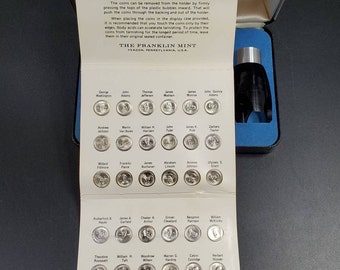 The coins can be removed from the holder by firmly
pressing the tops of the plastic bubbles inward. That will
push the coins through the backing and out of the holder.
When placing the coins in the display case provided,
it is recommended that you touch the coins only by their
edges. Body acids can accelerate tarnishing. To protect the coins
from tarnishing for the longest period of time, leave
them in their original sealed container.
THE FRANKLIN MINT
PENNSYLVANIA, U.S.A.
George Washington
John Adams
Thomas Jefferson
James Madison
James Monroe
John Quincy Adams
Andrew Jackson
Martin Van Buren
William H. Harrison
John Tyler
James K. Polk
Zachary Taylor
Millard Fillmore
Franklin Pierce
James Buchanan
Abraham Lincoln
Andrew Johnson
Ulysses S. Grant
Rutherford B. Hayes
James A. Garfield
Chester A. Arthur
Grover Cleveland
Benjamin Harrison
William McKinley
Theodore Roosevelt
William H. Taft
Woodrow Wilson
Warren G. Harding
Calvin Coolidge
Herbert Hoover